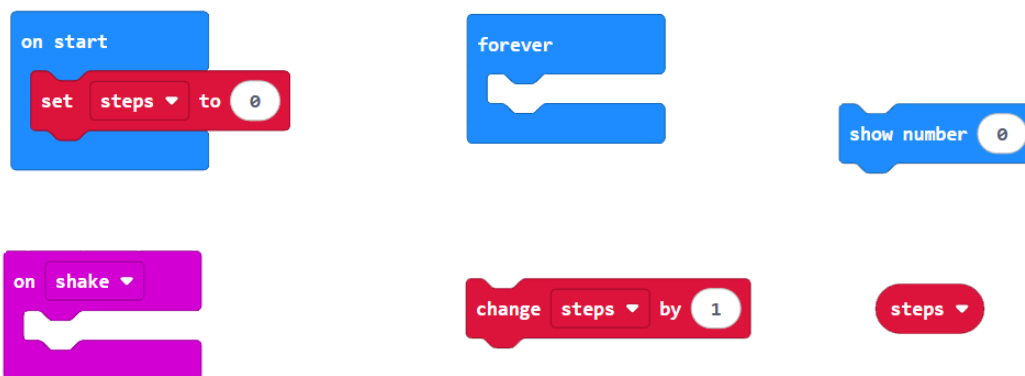 on start
set steps to 0
forever
show number 0
on shake
change steps by 1
steps